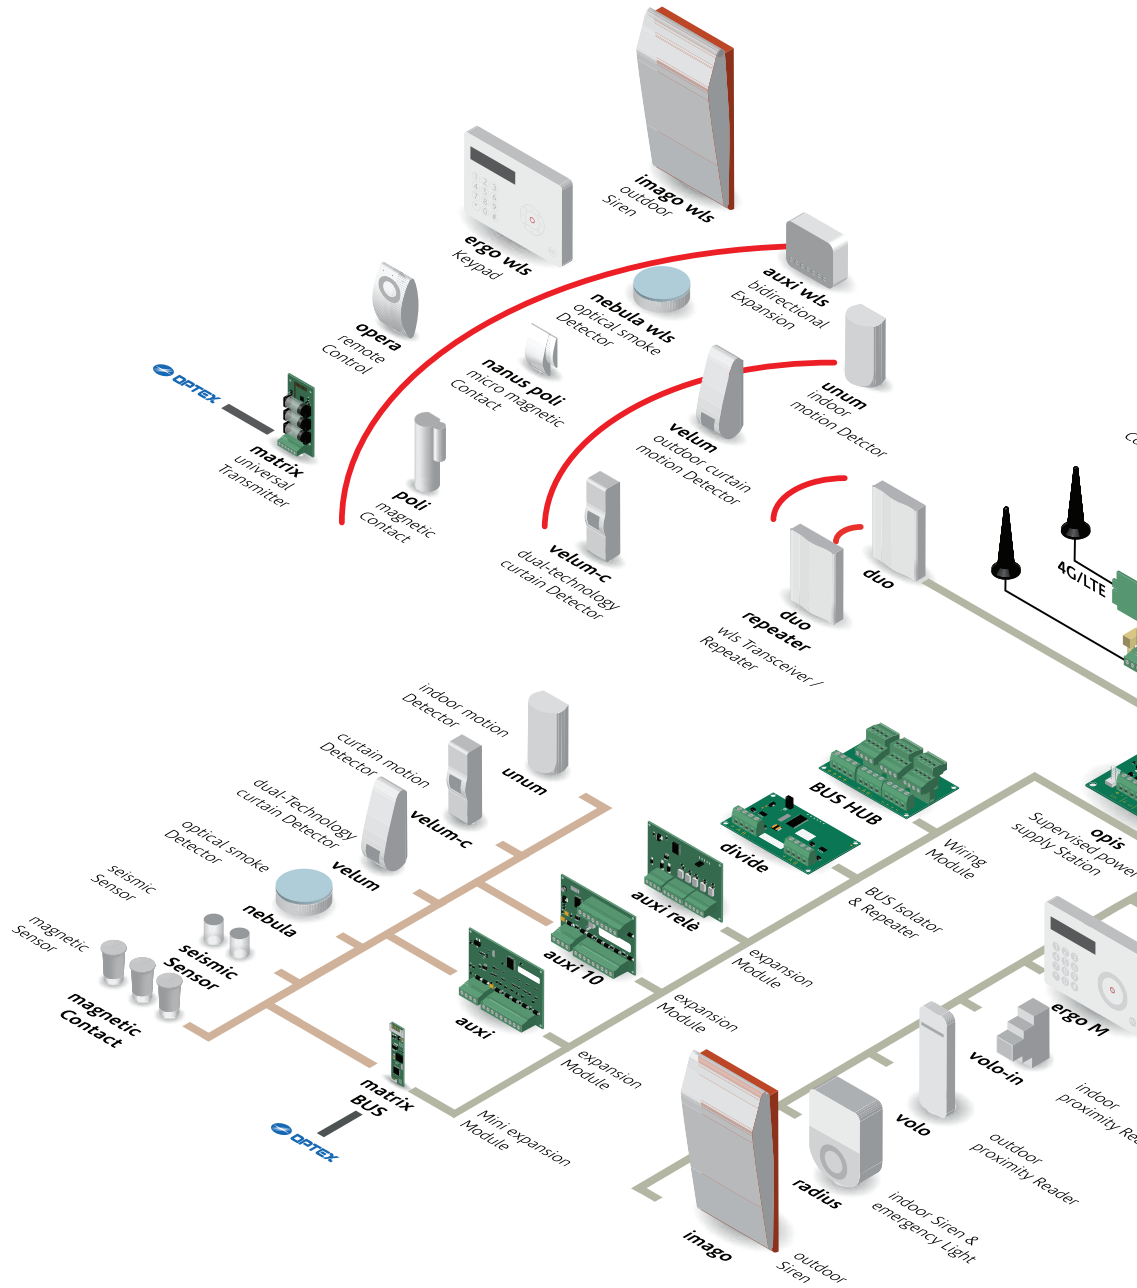 imago wls
outdoor
Siren
ergo wls
Keypad
auxi wls
bidirectional
Expansion
nebula wls
optical smoke
Detector
opera
remote
Control
nanus poli
micro magnetic
Contact
unum
indoor
motion Detctor
OPTEX
velum
outdoor curtain
motion Detector
matrix
universal
Transmitter
poli
magnetic
Contact
velum-c
dual-technology
curtain Detector
duo
duo
repeater
wls Transceiver /
Repeater
4G/LTE
indoor motion
Detector
unum
curtain motion
Detector
velum-c
dual-Technology
curtain Detector
velum
optical smoke
Detector
nebula
seismic
Sensor
seismic
Sensor
magnetic
Sensor
magnetic
Contact
BUS HUB
Wiring
Module
divide
BUS Isolator
& Repeater
auxi relè
expansion
Module
auxi 10
expansion
Module
auxi
expansion
Module
matrix
BUS
Mini expansion
Module
OPTEX
opis
Supervised power
supply Station
ergo M
volo-in
indoor
proximity Rea
volo
outdoor
proximity Reader
radius
indoor Siren &
emergency Light
imago
outdoor
Siren